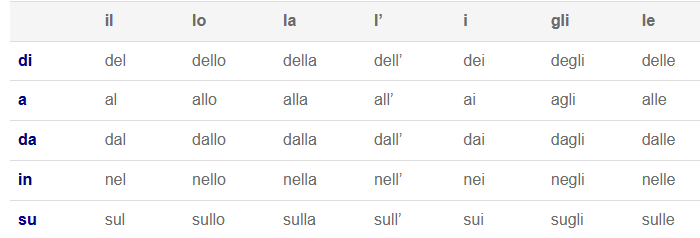 il lo la l’ i gli le
di del dello della dell’ dei degli delle
a al allo alla all’ ai agli alle
da dal dallo dalla dall’ dai dagli dalle
in nel nello nella nell’ nei negli nelle
su sul sullo sulla sull’ sui sugli sulle